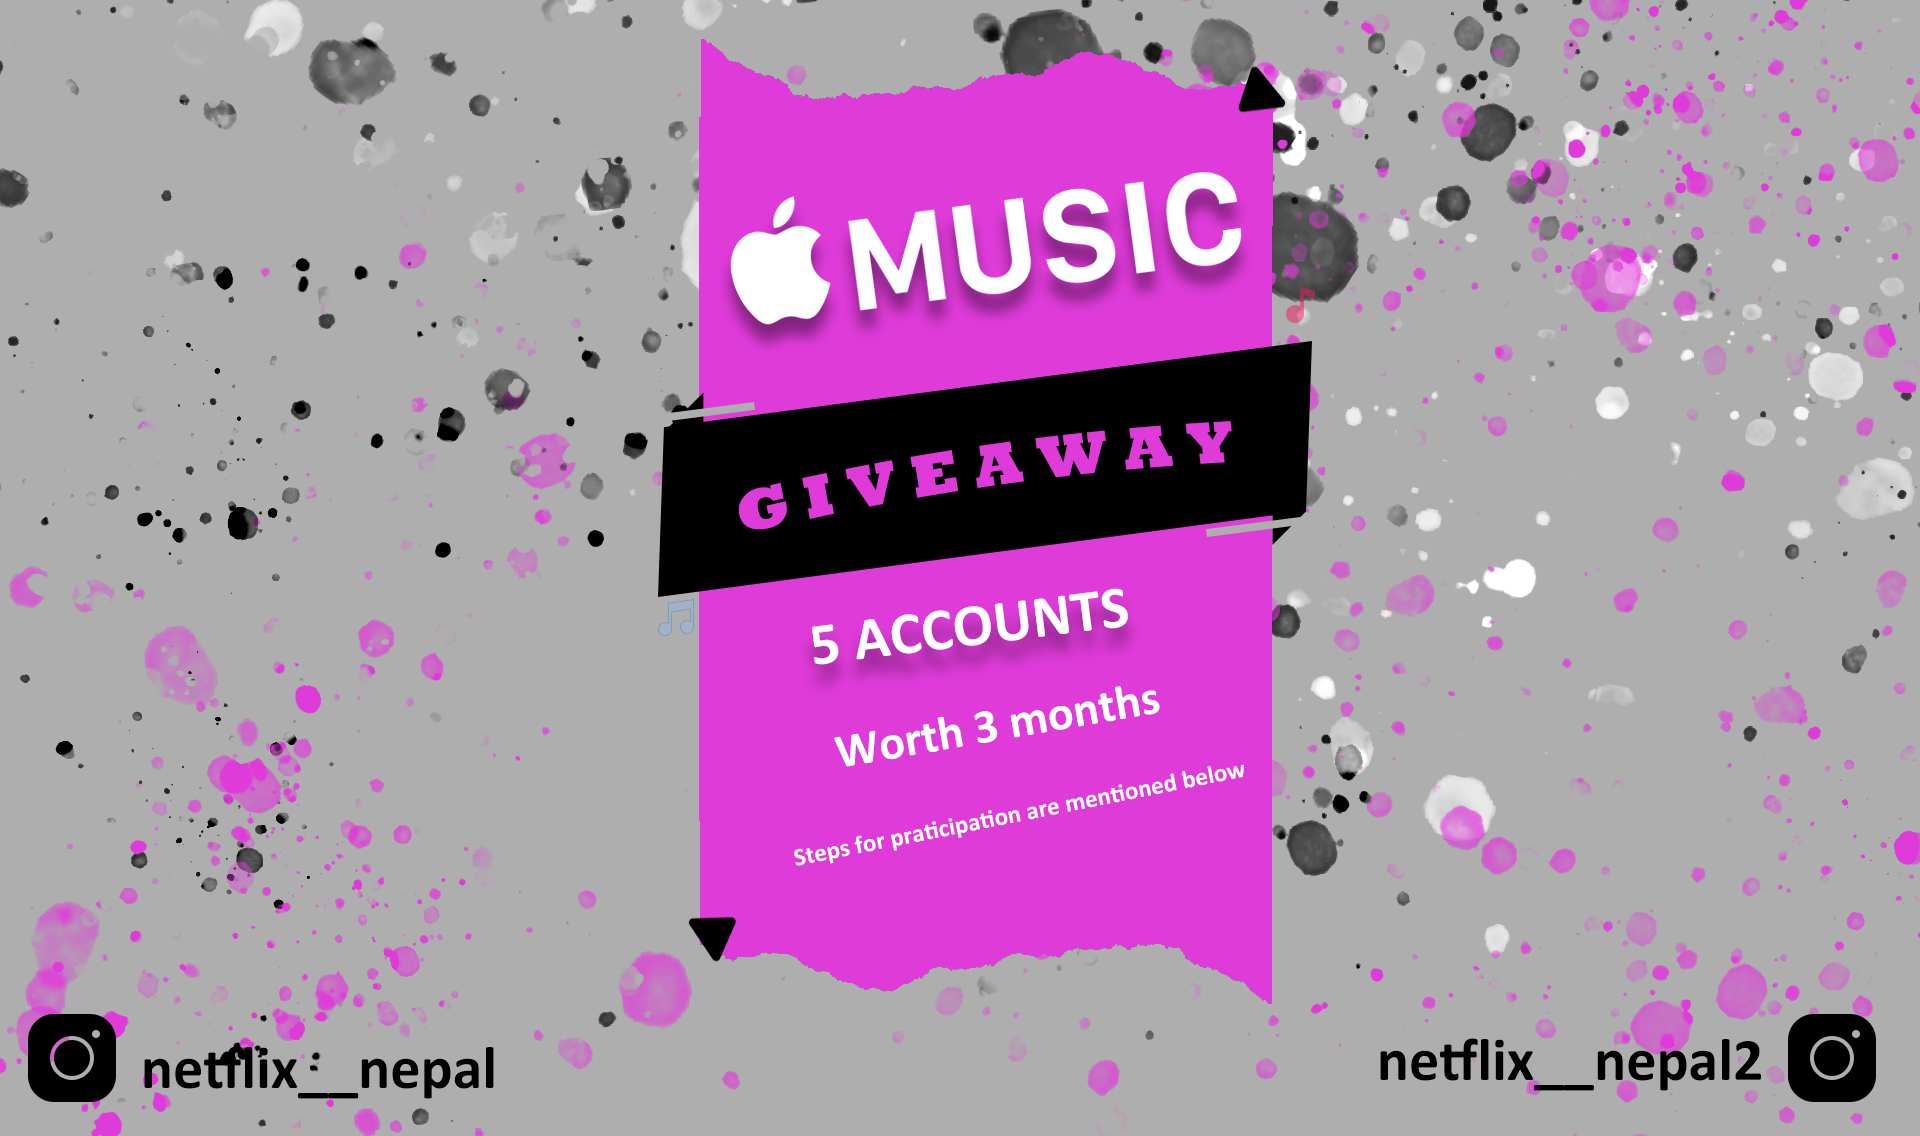 MUSIC
GIVEAWAY
5 ACCOUNTS
Worth 3 months
Steps for praticipation are mentioned below
netflix__nepal
netflix__nepal2